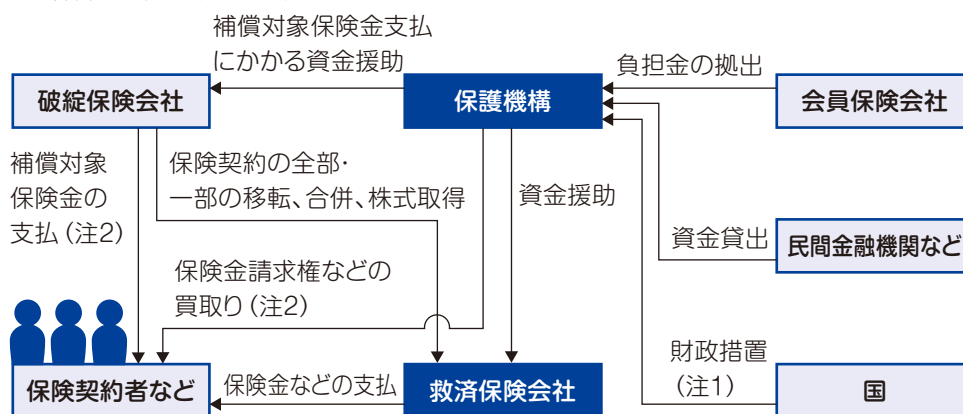 補償対象保険金支払
にかかる資金援助
負担金の拠出
破綻保険会社
保護機構
会員保険会社
補償対象
保険金の
支払(注2)
保険契約の全部・
一部の移転、合併、株式取得
資金援助
資金貸出
民間金融機関など
保険金請求権などの
買取り(注2)
財政措置
(注1)
保険契約者など
保険金などの支払
救済保険会社
国